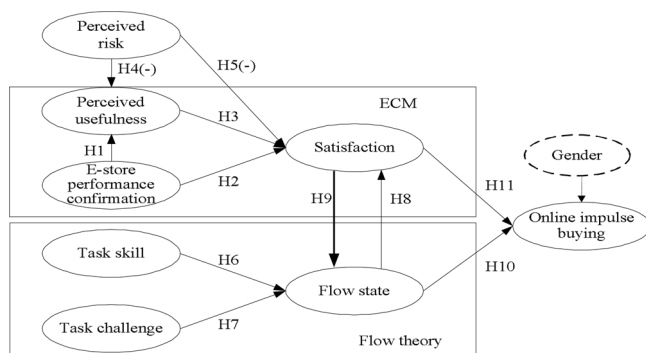 Perceived
risk
H4(-)
H5(-)
ECM
Perceived
usefulness
H3
H1
Satisfaction
E-store
performance
confirmation
H2
Gender
H9
H8
H11
Online impulse
buying
Task skill
H6
Flow state
H10
Task challenge
H7
Flow theory